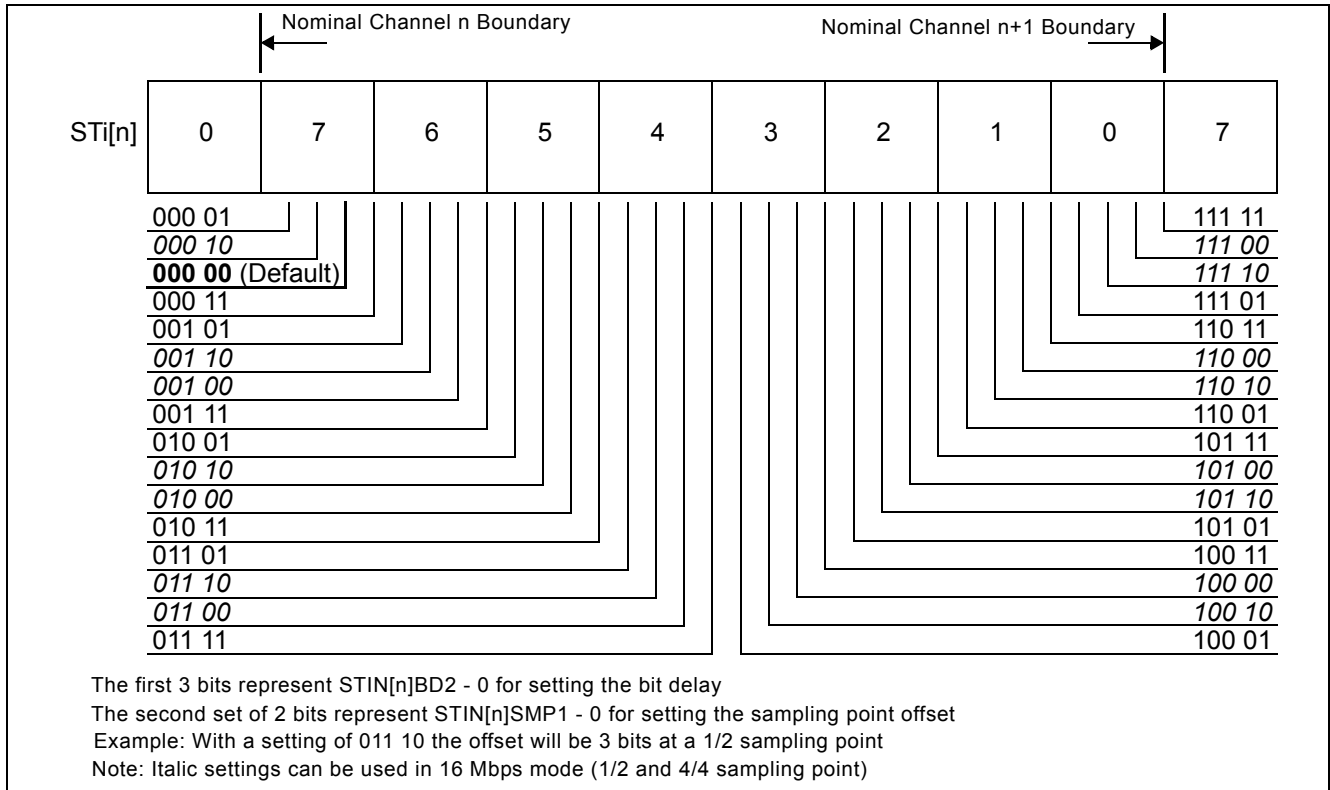 Nominal Channel n Boundary
Nominal Channel n+1 Boundary
STi[n] 0 7 6 5 4 3 2 1 0 7
000 01 111 11
000 10 111 00
000 00 (Default) 111 10
000 11 111 01
001 01 110 11
001 10 110 00
001 00 110 10
001 11 110 01
010 01 101 11
010 10 101 00
010 00 101 10
010 11 101 01
011 01 100 11
011 10 100 00
011 00 100 10
011 11 100 01
The first 3 bits represent STIN[n]BD2 - 0 for setting the bit delay
The second set of 2 bits represent STIN[n]SMP1 - 0 for setting the sampling point offset
Example: With a setting of 011 10 the offset will be 3 bits at a 1/2 sampling point
Note: Italic settings can be used in 16 Mbps mode (1/2 and 4/4 sampling point)